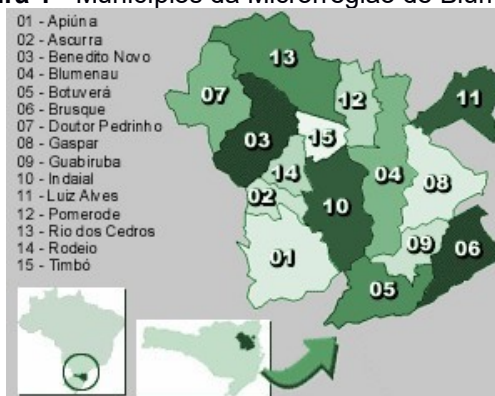 Municípios da Microrregião de Blum
01 - Apiúna
02 - Ascurra
03 - Benedito Novo
04 - Blumenau
05 - Botuverá
06 - Brusque
07 - Doutor Pedrinho
08 - Gaspar
09 - Guabiruba
10 - Indaial
11 - Luiz Alves
12 - Pomerode
13 - Rio dos Cedros
14 - Rodeio
15 - Timbó
13
07
12
11
03
15
14
04
08
02
10
09
06
01
05